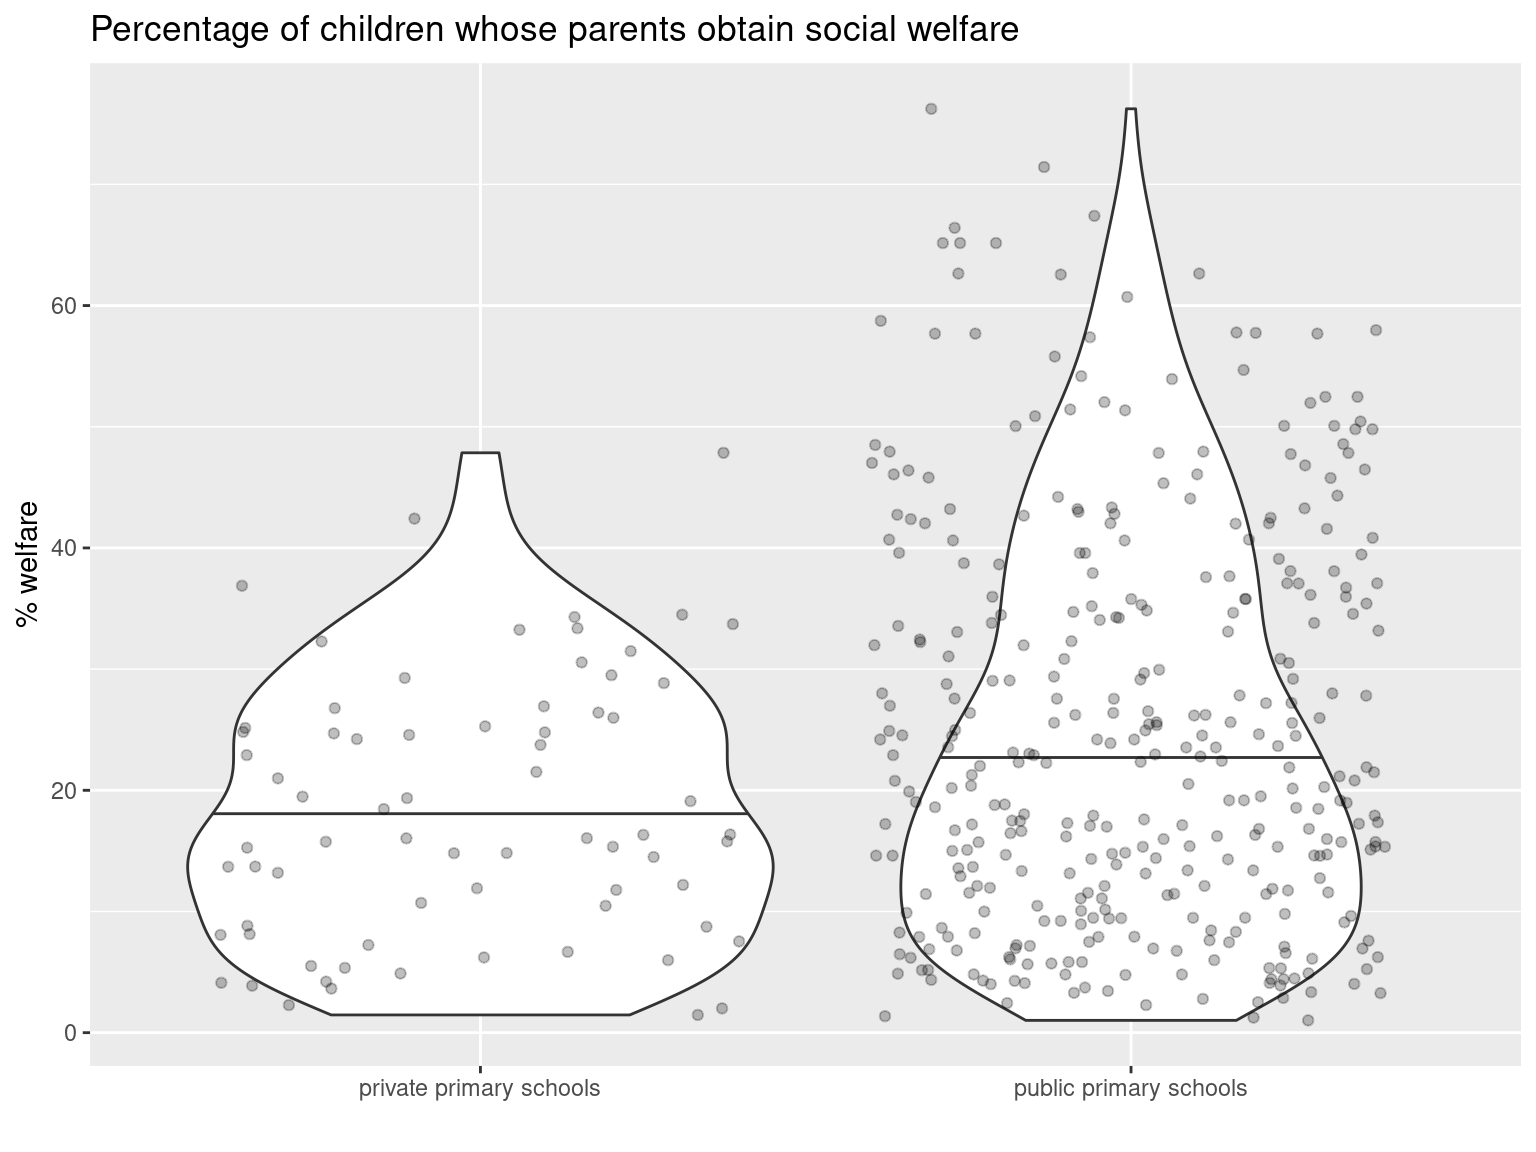 Percentage of children whose parents obtain social welfare
% welfare
60
40
20
0
private primary schools
public primary schools